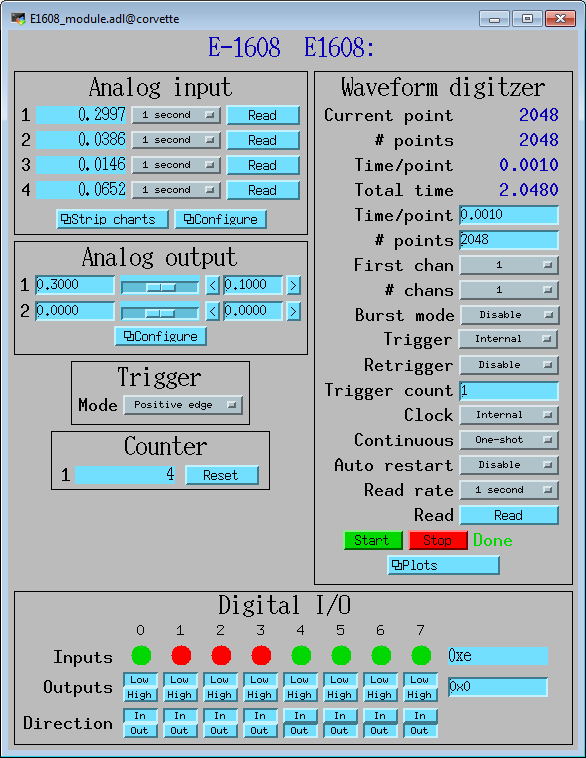 E1608_module.adl@corvette
E-1608 E1608:
Analog input
1 0.2997 1 second Read
2 0.0386 1 second Read
3 0.0146 1 second Read
4 0.0652 1 second Read
Strip charts Configure
Analog output
1 0.3000 < 0.1000 >
2 0.0000 < 0.0000 >
Configure
Trigger
Mode Positive edge
Counter
1 4 Reset
Waveform digitzer
Current point 2048
# points 2048
Time/point 0.0010
Total time 2.0480
Time/point 0.0010
# points 2048
First chan 1
# chans 1
Burst mode Disable
Trigger Internal
Retrigger Disable
Trigger count 1
Clock Internal
Continuous One-shot
Auto restart Disable
Read rate 1 second
Read Read
Start Stop Done
Plots
Digital I/O
0 1 2 3 4 5 6 7
Inputs 0xe
Outputs Low Low Low Low Low Low Low Low 0x0
High High High High High High High High
Direction In In In In In In In In
Out Out Out Out Out Out Out Out